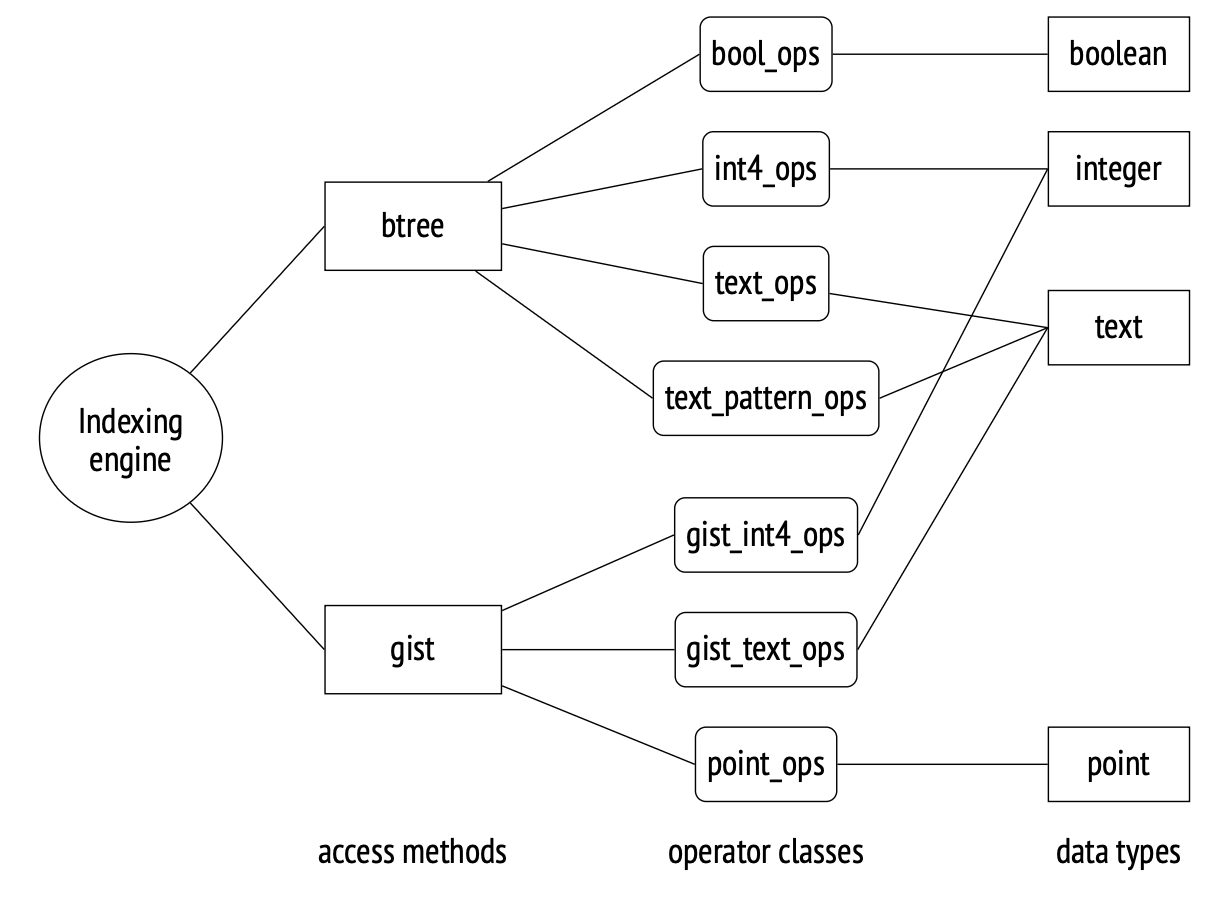 bool_ops
boolean
int4_ops
integer
btree
text_ops
text
text_pattern_ops
Indexing
engine
gist_int4_ops
gist
gist_text_ops
point_ops
point
access methods
operator classes
data types